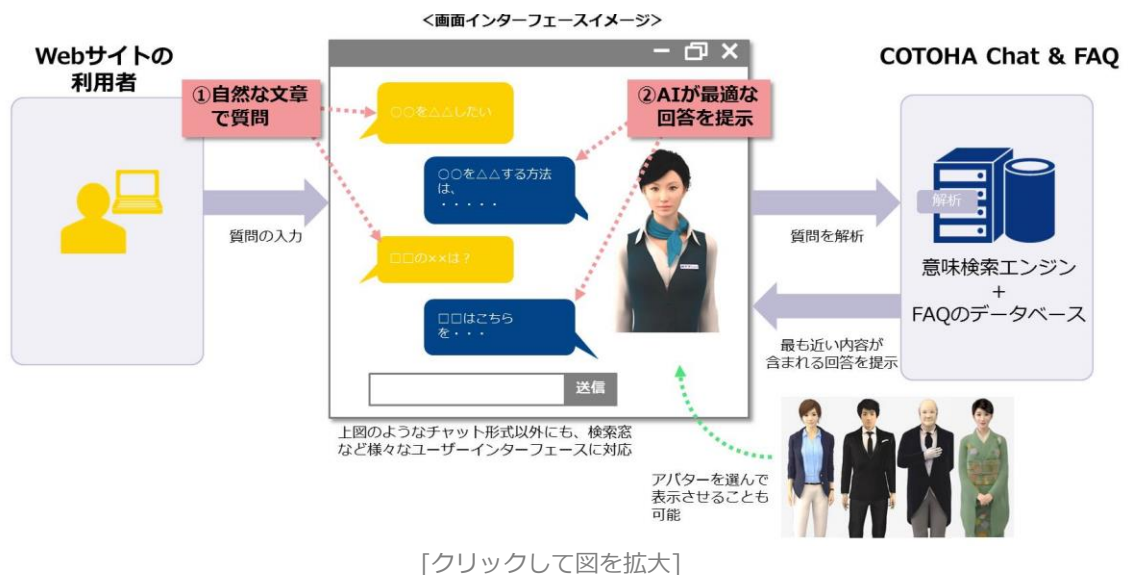 ＜画面インターフェースイメージ＞
Webサイトの
利用者
①自然な文章
で質問
○○を△△したい
○○を△△する方法
は、
・・・・・
□□の××は？
□□はこちら
を・・・
②AIが最適な
回答を提示
送信
質問の入力
質問を解析
COTOHA Chat & FAQ
解析
意味検索エンジン
+
FAQのデータベース
最も近い内容が
含まれる回答を提示
上図のようなチャット形式以外にも、検索窓
など様々なユーザーインターフェースに対応
アバターを選んで
表示させることも
可能
[クリックして図を拡大]